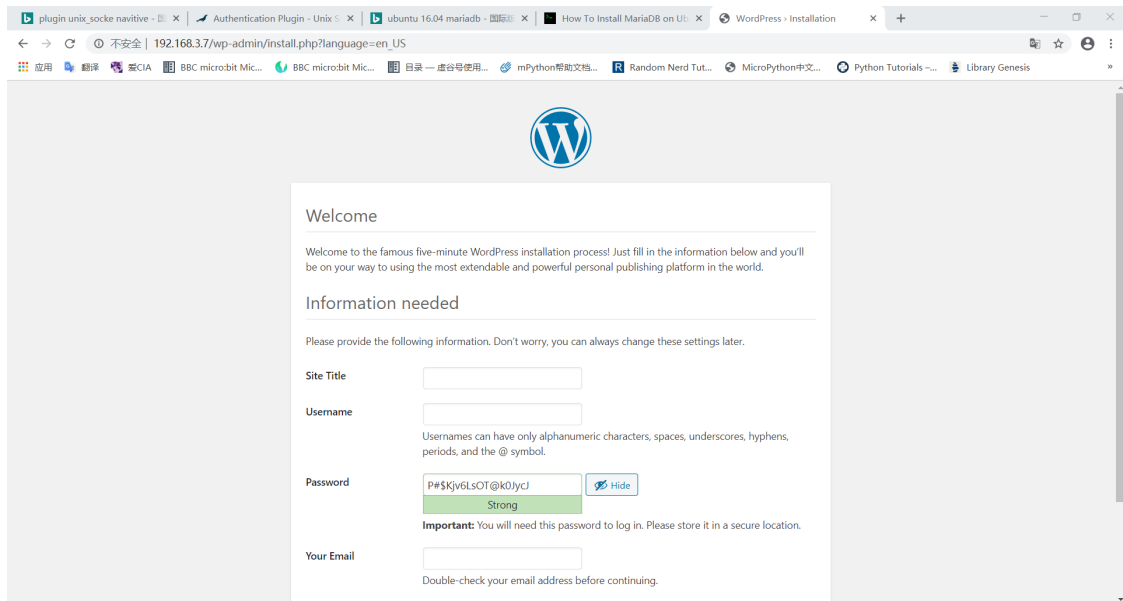 plugin unix_socke navitive - 国
Authentication Plugin - Unix S
ubuntu 16.04 mariadb - 国际版
How To Install MariaDB on Ub
WordPress › Installation
不安全 | 192.168.3.7/wp-admin/install.php?language=en_US
应用
翻译
爱CIA
BBC micro:bit Mic...
BBC micro:bit Mic...
目录 — 虚谷号使用...
mPython帮助文档...
Random Nerd Tut...
MicroPython中文...
Python Tutorials –...
Library Genesis
»
Welcome
Welcome to the famous five-minute WordPress installation process! Just fill in the information below and you’ll
be on your way to using the most extendable and powerful personal publishing platform in the world.
Information needed
Please provide the following information. Don’t worry, you can always change these settings later.
Site Title
Username
Usernames can have only alphanumeric characters, spaces, underscores, hyphens,
periods, and the @ symbol.
Password
P#$Kjv6LsOT@k0JycJ
Hide
Strong
Important: You will need this password to log in. Please store it in a secure location.
Your Email
Double-check your email address before continuing.